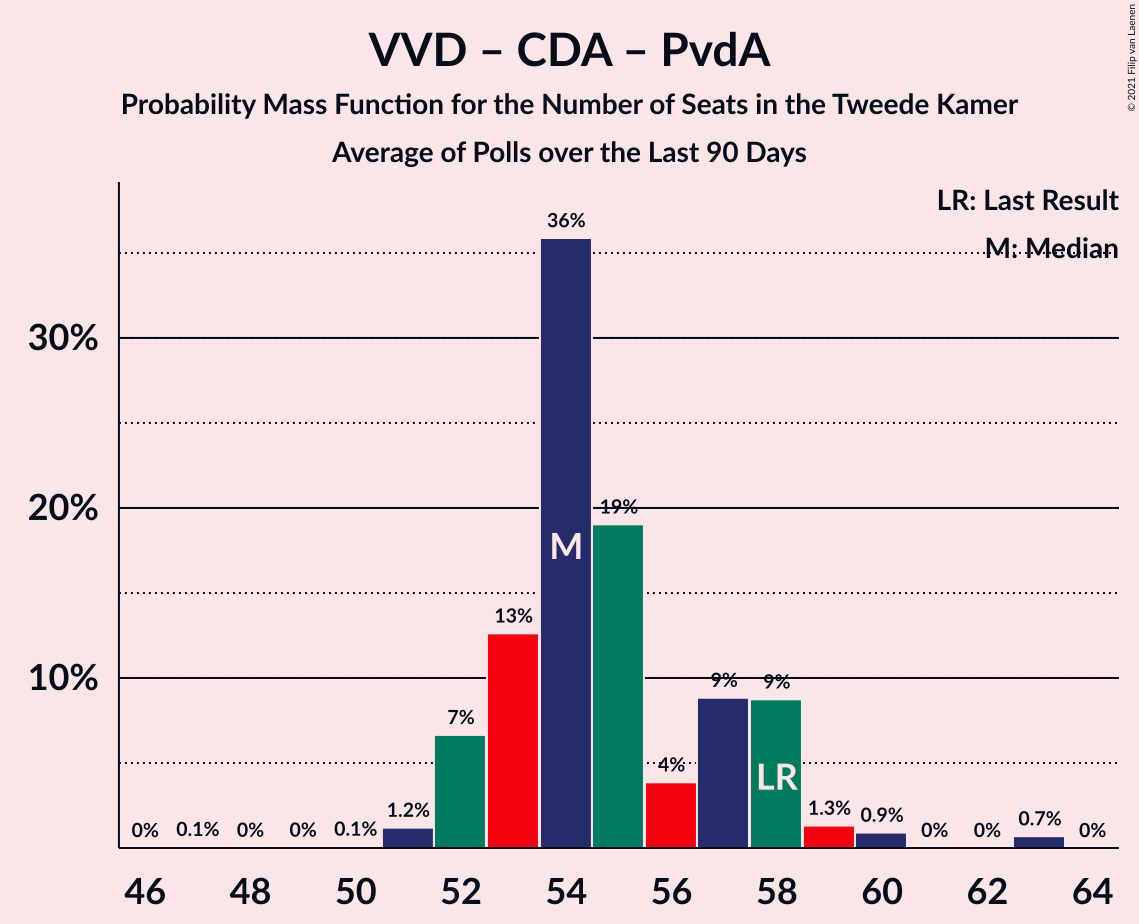 VVD – CDA – PvdA
Probability Mass Function for the Number of Seats in the Tweede Kamer
Average of Polls over the Last 90 Days
© 2021 Filip van Laenen
LR: Last Result
M: Median
30%
20%
10%
0%
0.1%
0%
0%
0.1%
1.2%
7%
13%
36%
19%
4%
9%
9%
1.3%
0.9%
0%
0%
0.7%
0%
M
LR
46 48 50 52 54 56 58 60 62 64